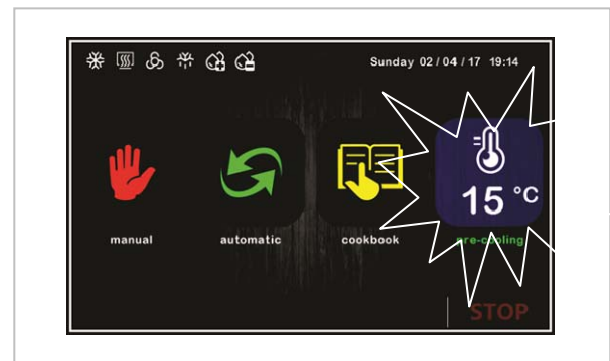 Sunday 02 / 04 / 17 19:14
15 °C
manual
automatic
cookbook
pre-cooling
STOP